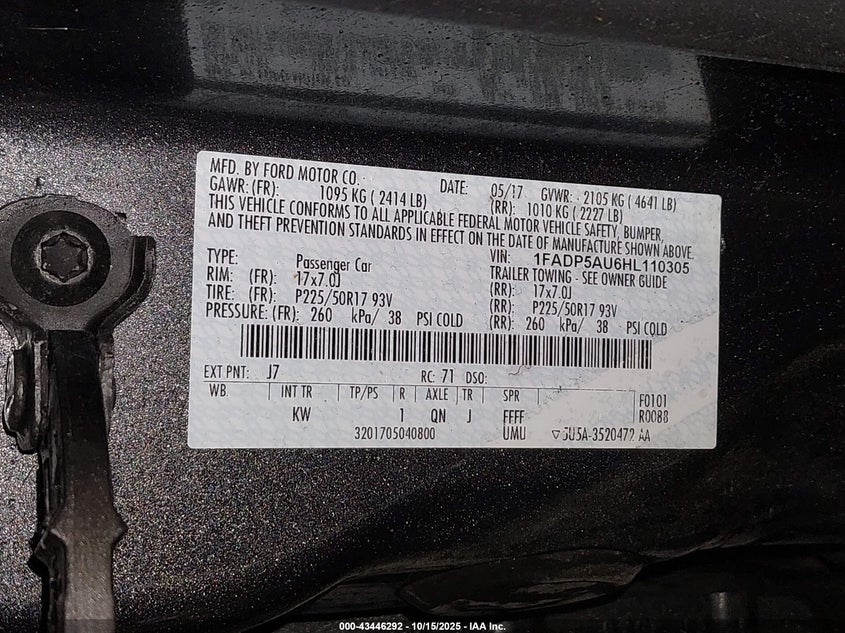 MFD. BY FORD MOTOR CO. DATE: 05/17 GVWR: 2105 KG ( 4641 LB)
GAWR: (FR): 1095 KG ( 2414 LB) (RR): 1010 KG ( 2227 LB)
THIS VEHICLE CONFORMS TO ALL APPLICABLE FEDERAL MOTOR VEHICLE SAFETY, BUMPER,
AND THEFT PREVENTION STANDARDS IN EFFECT ON THE DATE OF MANUFACTURE SHOWN ABOVE.
VIN: 1FADP5AU6HL110305
TYPE: Passenger Car TRAILER TOWING - SEE OWNER GUIDE
RIM: (FR): 17x7.0J (RR): 17x7.0J
TIRE: (FR): P225/50R17 93V (RR): P225/50R17 93V
PRESSURE: (FR): 260 kPa/ 38 PSI COLD (RR): 260 kPa/ 38 PSI COLD
EXT PNT: J7 RC: 71 DSO:
WB INT TR TP/PS R AXLE TR SPR F0101
KW 1 QN J FFFF R0088
3201705040800 UMU 5U5A-3520472 AA
000-43446292 - 10/15/2025 - IAA Inc.